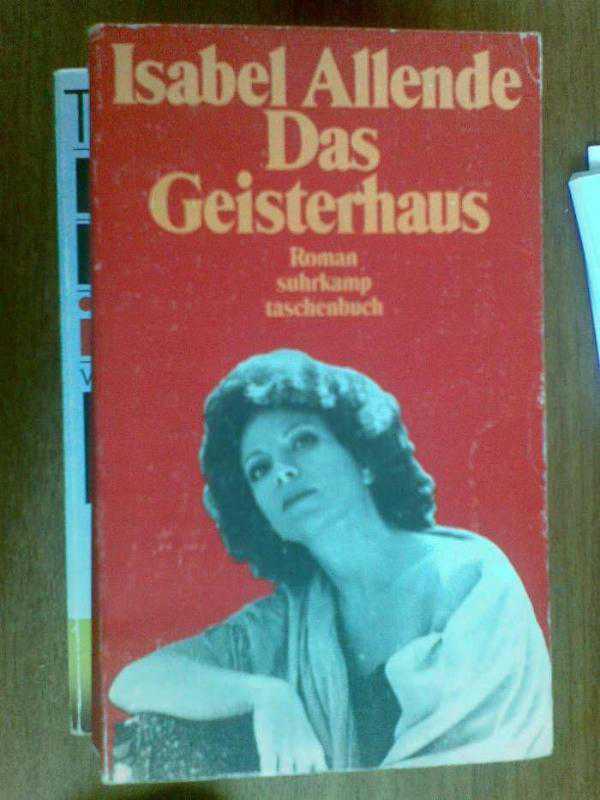 Isabel Allende
Das
Geisterhaus
Roman
suhrkamp
taschenbuch